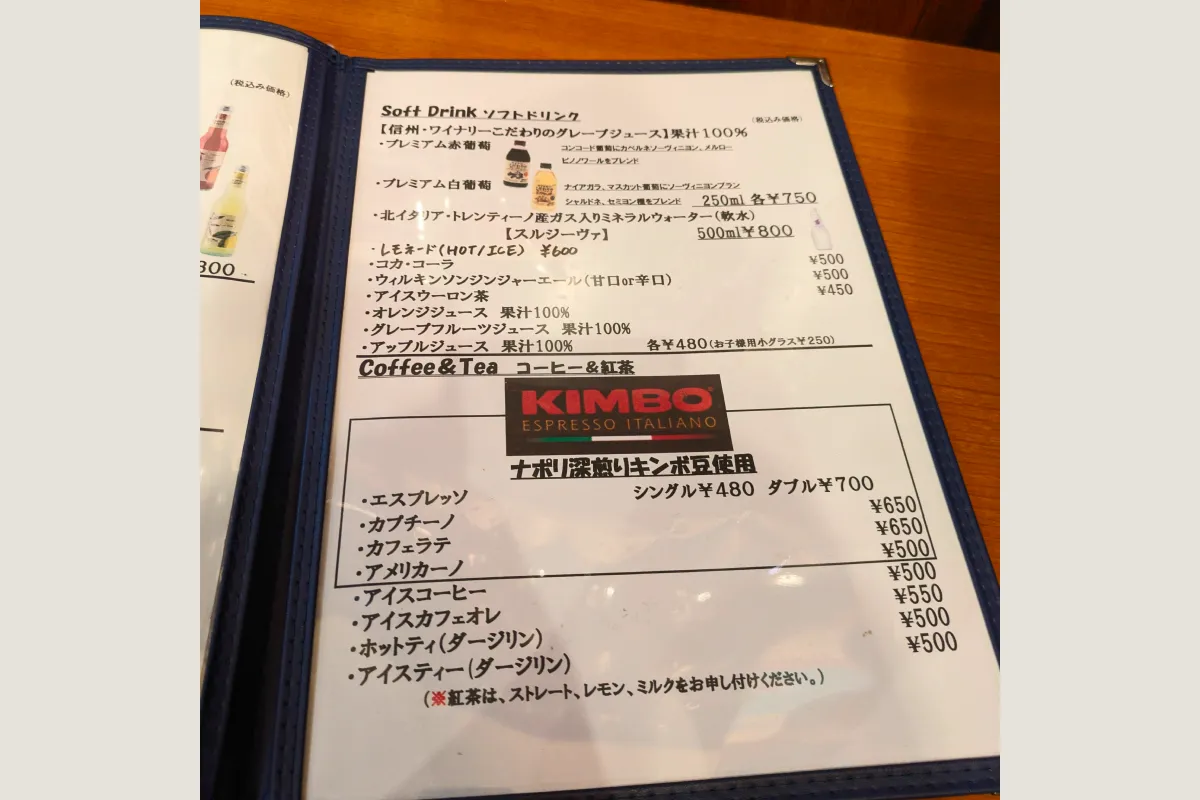 (税込み価格)
300
Soft Drink ソフトドリンク
(税込み価格)
【信州・ワイナリーこだわりのグレープジュース】果汁100%
・プレミアム赤葡萄 コンコード葡萄にカベルネソーヴィニヨン、メルロー
ピノノワールをブレンド
・プレミアム白葡萄 ナイアガラ、マスカット葡萄にソーヴィニヨンブラン
シャルドネ、セミヨン種をブレンド 250ml 各¥750
・北イタリア・トレンティーノ産ガス入りミネラルウォーター(軟水)
【スルジーヴァ】 500ml¥800
・レモネード(HOT/ICE) ¥600
・コカ・コーラ ¥500
・ウィルキンソンジンジャーエール(甘口or辛口) ¥500
・アイスウーロン茶 ¥450
・オレンジジュース 果汁100%
・グレープフルーツジュース 果汁100%
・アップルジュース 果汁100% 各¥480(お子様用小グラス¥250)
Coffee&Tea コーヒー&紅茶
KIMBO
ESPRESSO ITALIANO
ナポリ深煎りキンボ豆使用
・エスプレッソ シングル¥480 ダブル¥700
・カプチーノ ¥650
・カフェラテ ¥650
・アメリカーノ ¥500
・アイスコーヒー ¥500
・アイスカフェオレ ¥550
・ホットティ(ダージリン) ¥500
・アイスティー(ダージリン) ¥500
(※紅茶は、ストレート、レモン、ミルクをお申し付けください。)